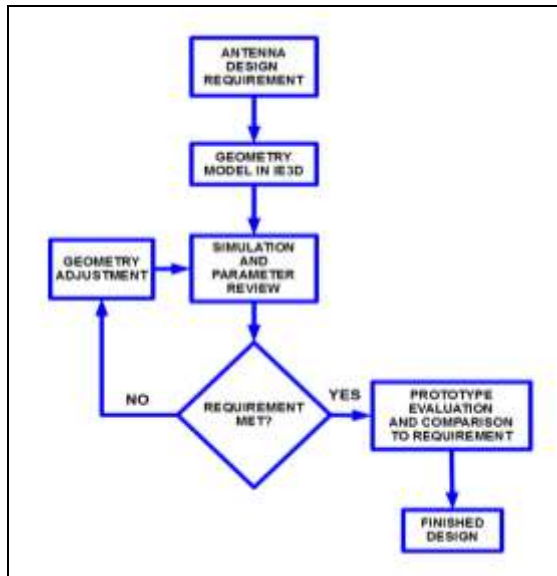 ANTENNA
DESIGN
REQUIREMENT
GEOMETRY
MODEL IN IE3D
SIMULATION
AND
PARAMETER
REVIEW
GEOMETRY
ADJUSTMENT
NO
REQUIREMENT
MET?
YES
PROTOTYPE
EVALUATION
AND COMPARISON
TO REQUIREMENT
FINISHED
DESIGN